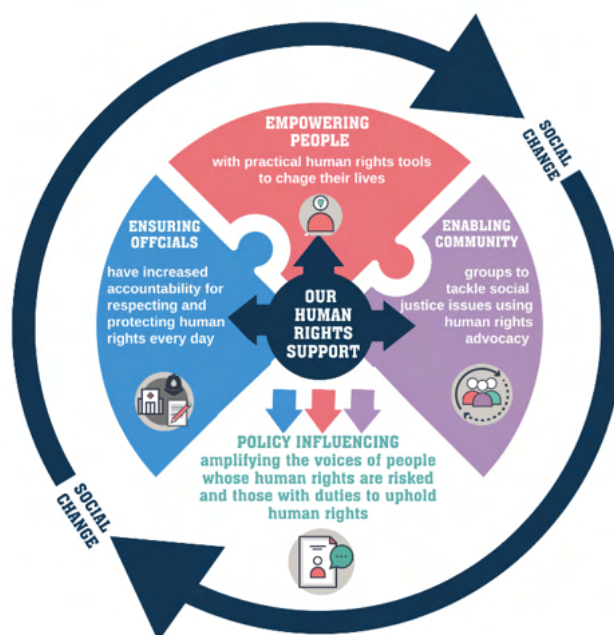 EMPOWERING
PEOPLE
with practical human rights tools
to chage their lives
SOCIAL
CHANGE
ENSURING
OFFCIALS
have increased
accountability for
respecting and
protecting human
rights every day
OUR
HUMAN
RIGHTS
SUPPORT
ENABLING
COMMUNITY
groups to
tackle social
justice issues using
human rights
advocacy
POLICY INFLUENCING
amplifying the voices of people
whose human rights are risked
and those with duties to uphold
human rights
SOCIAL
CHANGE